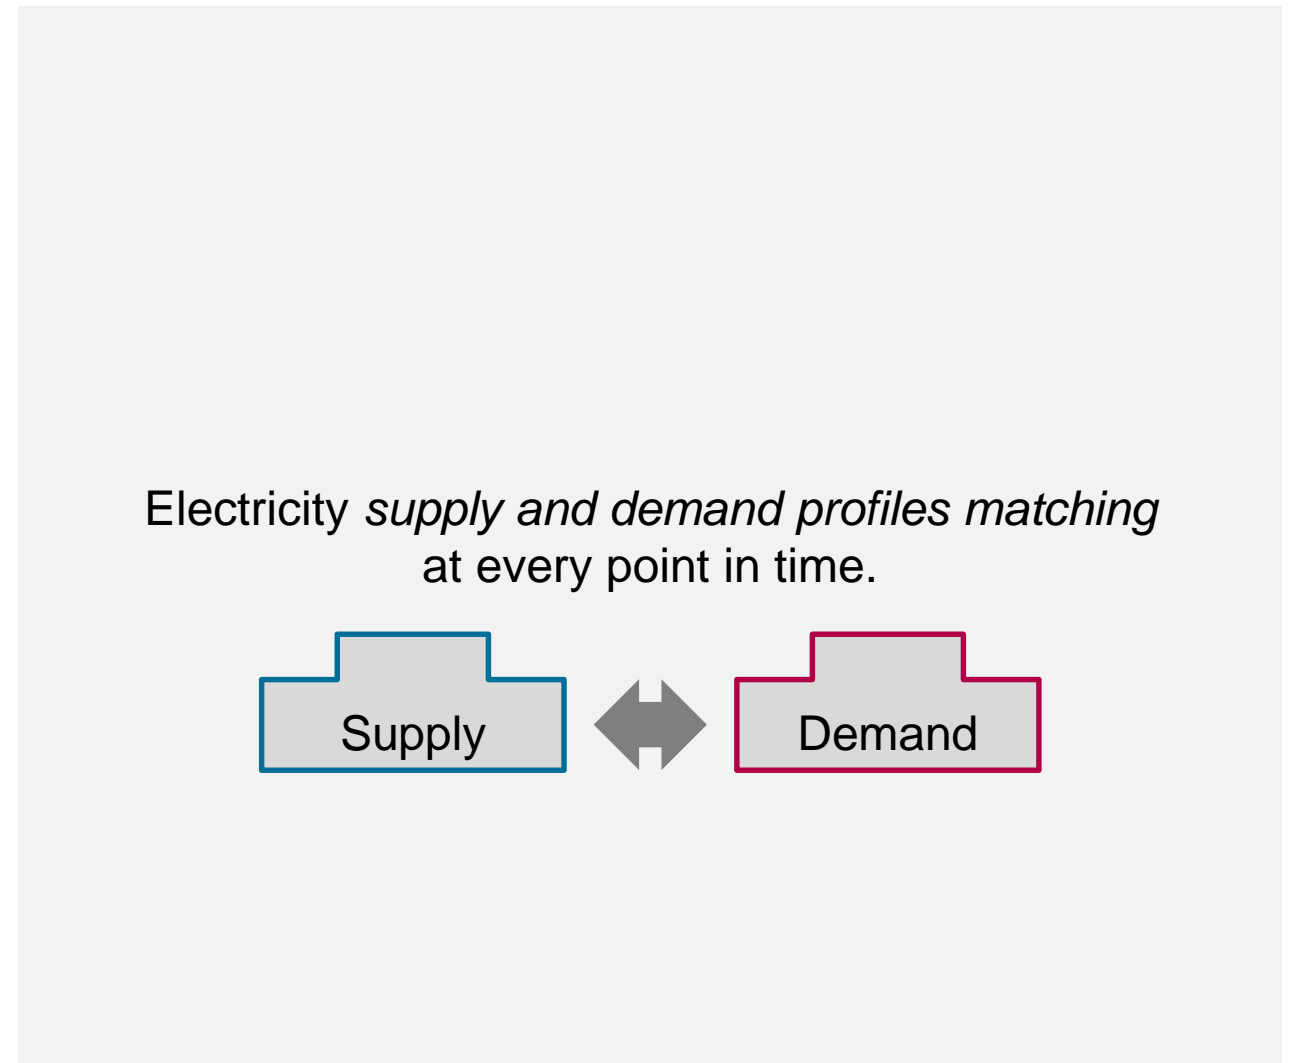 Electricity supply and demand profiles matching
at every point in time.
Supply
Demand